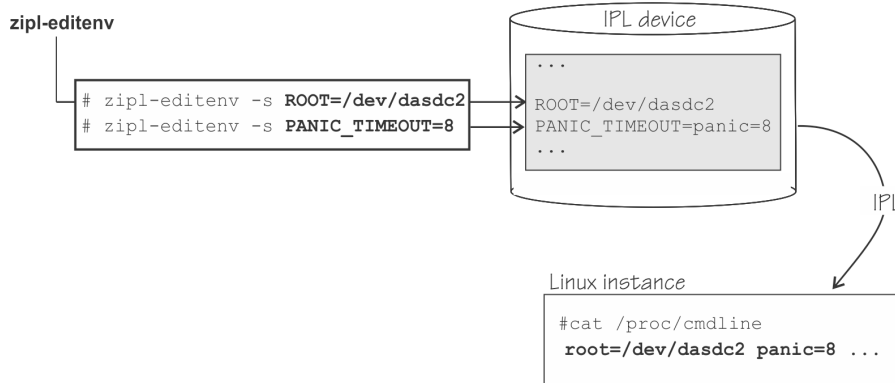 zipl-editenv
# zipl-editenv -s ROOT=/dev/dasdc2
# zipl-editenv -s PANIC_TIMEOUT=8
IPL device
...
ROOT=/dev/dasdc2
PANIC_TIMEOUT=panic=8
...
IPL
Linux instance
#cat /proc/cmdline
root=/dev/dasdc2 panic=8 ...